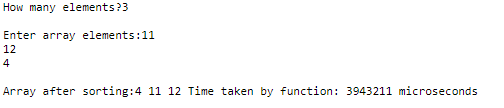 How many elements?3
Enter array elements:11
12
4
Array after sorting:4 11 12 Time taken by function: 3943211 microseconds